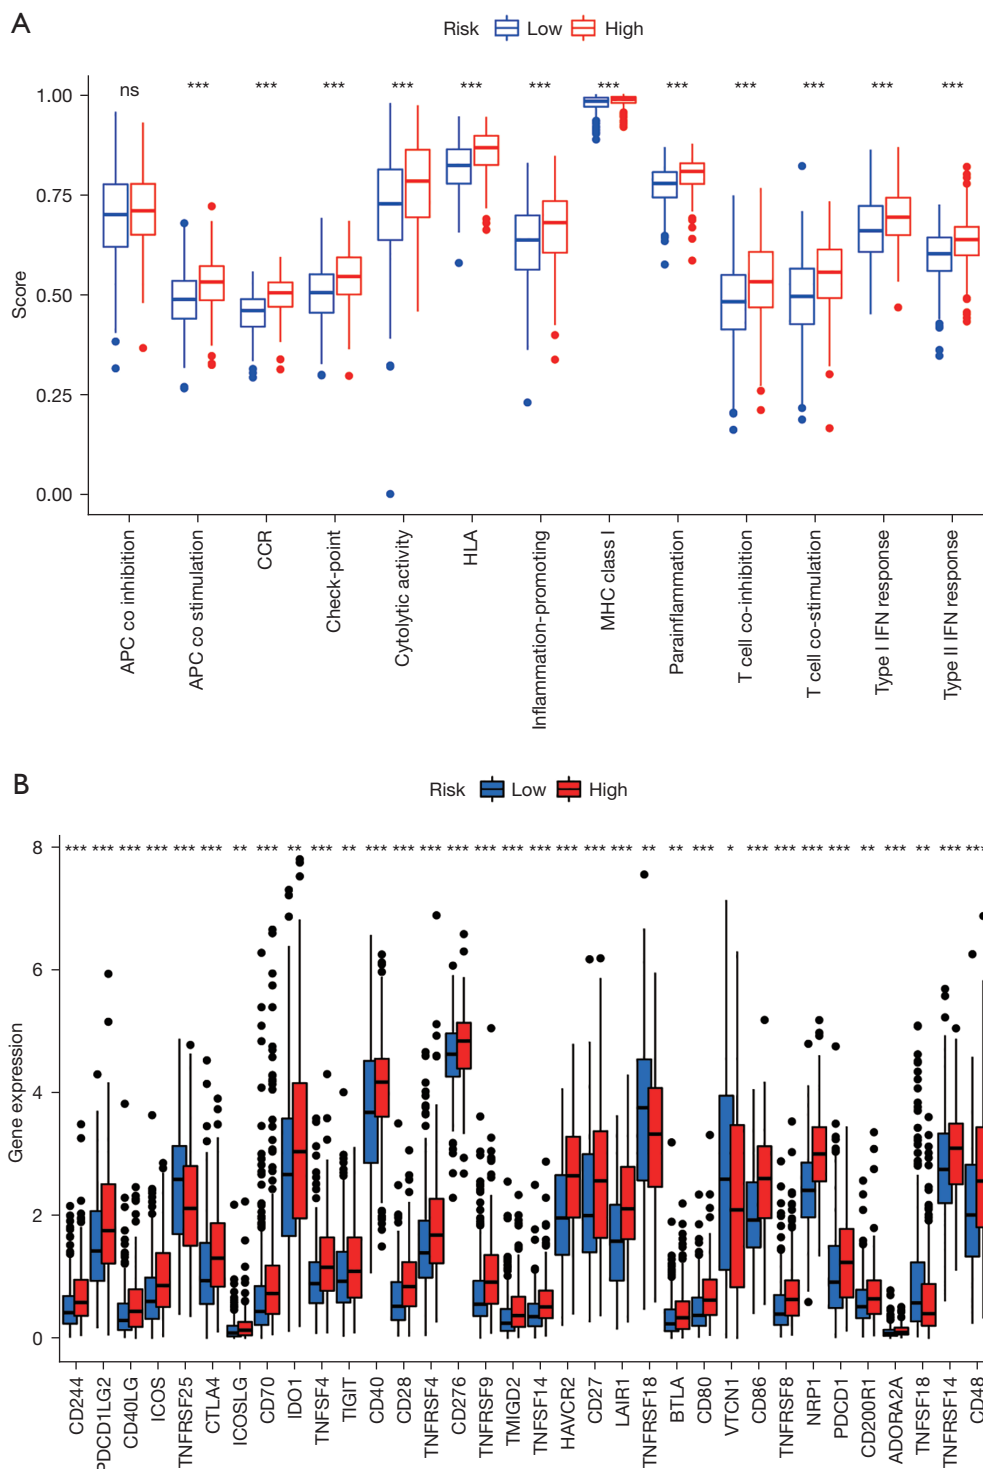 A
Risk Low High
ns *** *** *** *** *** *** *** *** *** *** *** ***
1.00
0.75
0.50
0.25
0.00
Score
APC co inhibition
APC co stimulation
CCR
Check-point
Cytolytic activity
HLA
Inflammation-promoting
MHC class I
Parainflammation
T cell co-inhibition
T cell co-stimulation
Type I IFN response
Type II IFN response
B
Risk Low High
*** *** *** *** *** *** ** *** ** *** ** *** *** *** *** *** *** *** *** *** *** ** ** *** * *** *** *** *** ** *** ** *** ***
8
6
4
2
0
Gene expression
CD244
PDCD1LG2
CD40LG
ICOS
TNFRSF25
CTLA4
ICOSLG
CD70
IDO1
TNFSF4
TIGIT
CD40
CD28
TNFRSF4
CD276
TNFRSF9
TMIGD2
TNFSF14
HAVCR2
CD27
LAIR1
TNFRSF18
BTLA
CD80
VTCN1
CD86
TNFRSF8
NRP1
PDCD1
CD200R1
ADORA2A
TNFSF18
TNFRSF14
CD48